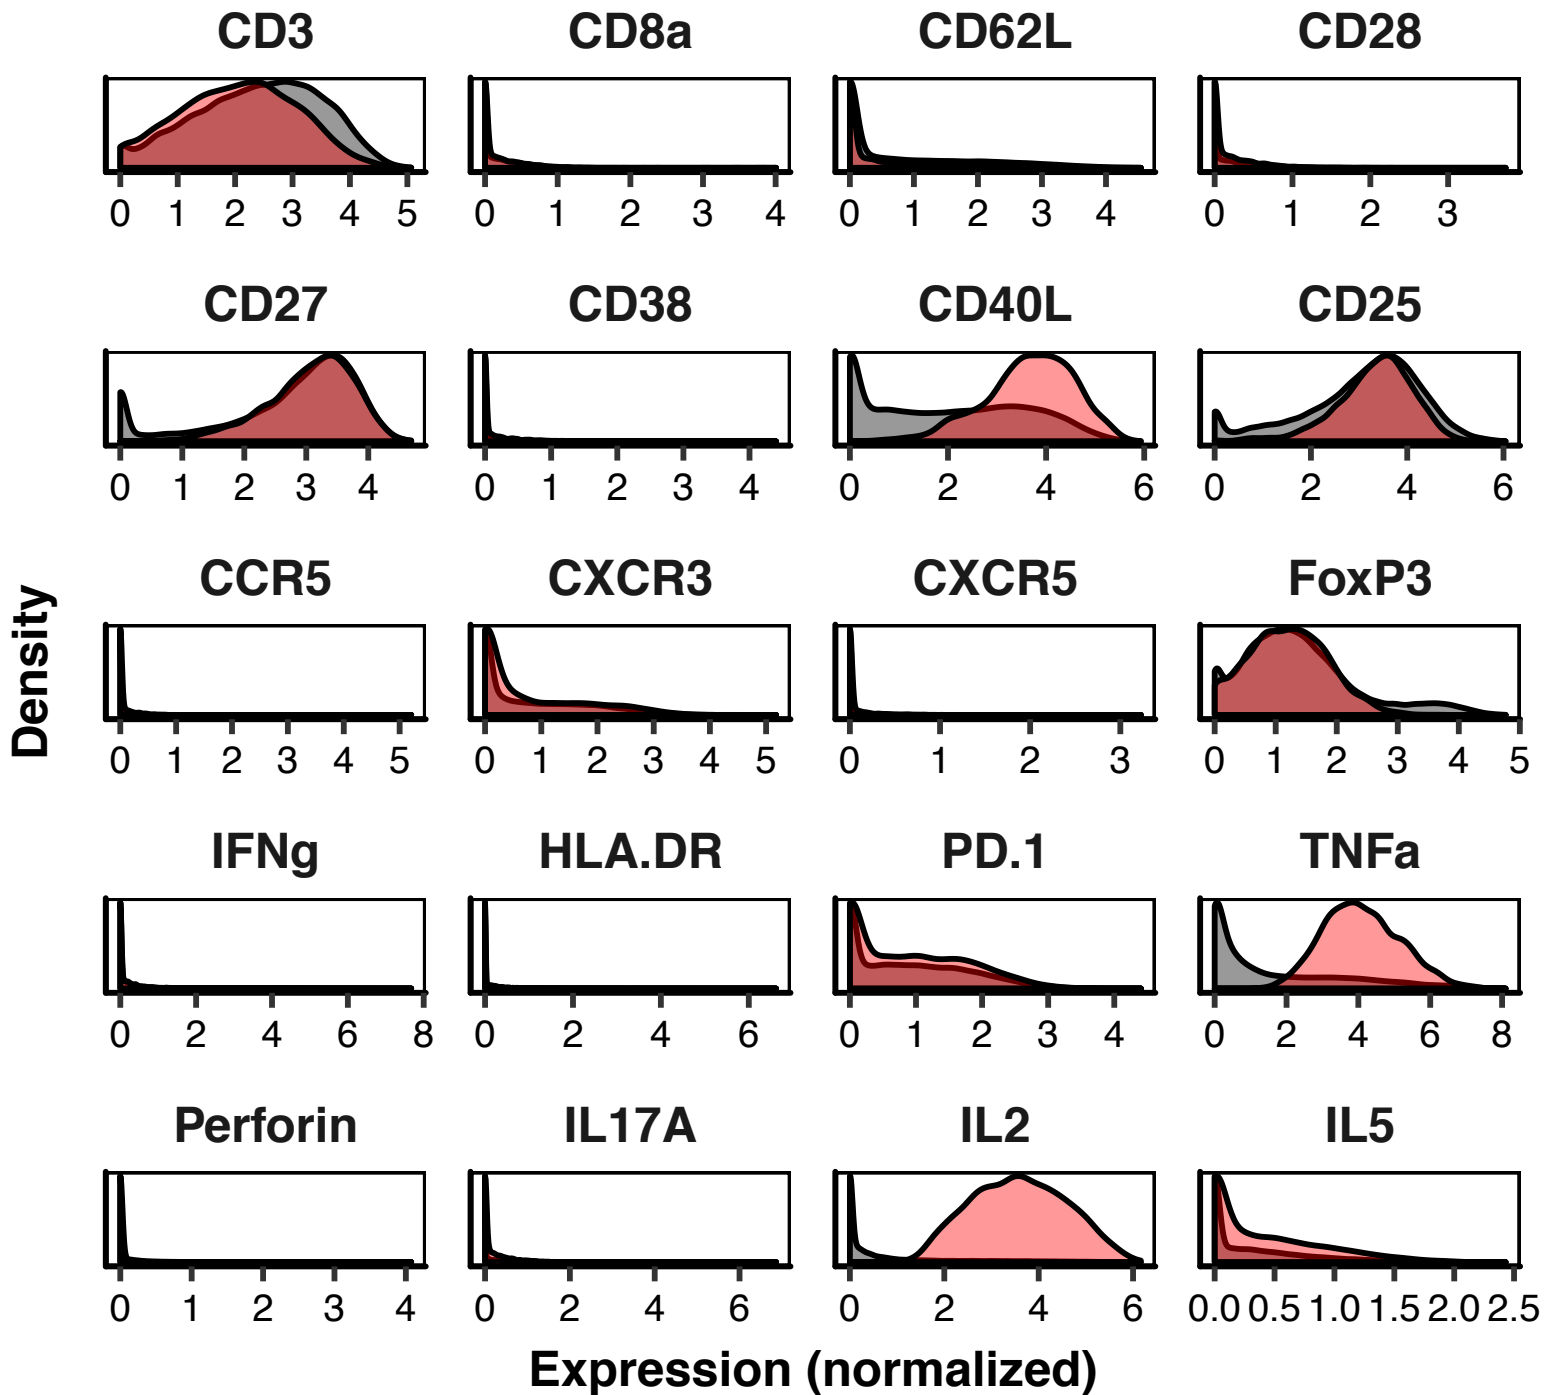 CD3 CD8a CD62L CD28
0 1 2 3 4 5 0 1 2 3 4 0 1 2 3 4 0 1 2 3
CD27 CD38 CD40L CD25
0 1 2 3 4 0 1 2 3 4 0 2 4 6 0 2 4 6
CCR5 CXCR3 CXCR5 FoxP3
0 1 2 3 4 5 0 1 2 3 4 5 0 1 2 3 0 1 2 3 4 5
Density
IFNg HLA.DR PD.1 TNFa
0 2 4 6 8 0 2 4 6 0 1 2 3 4 0 2 4 6 8
Perforin IL17A IL2 IL5
0 1 2 3 4 0 2 4 6 0 2 4 6 0.0 0.5 1.0 1.5 2.0 2.5
Expression (normalized)